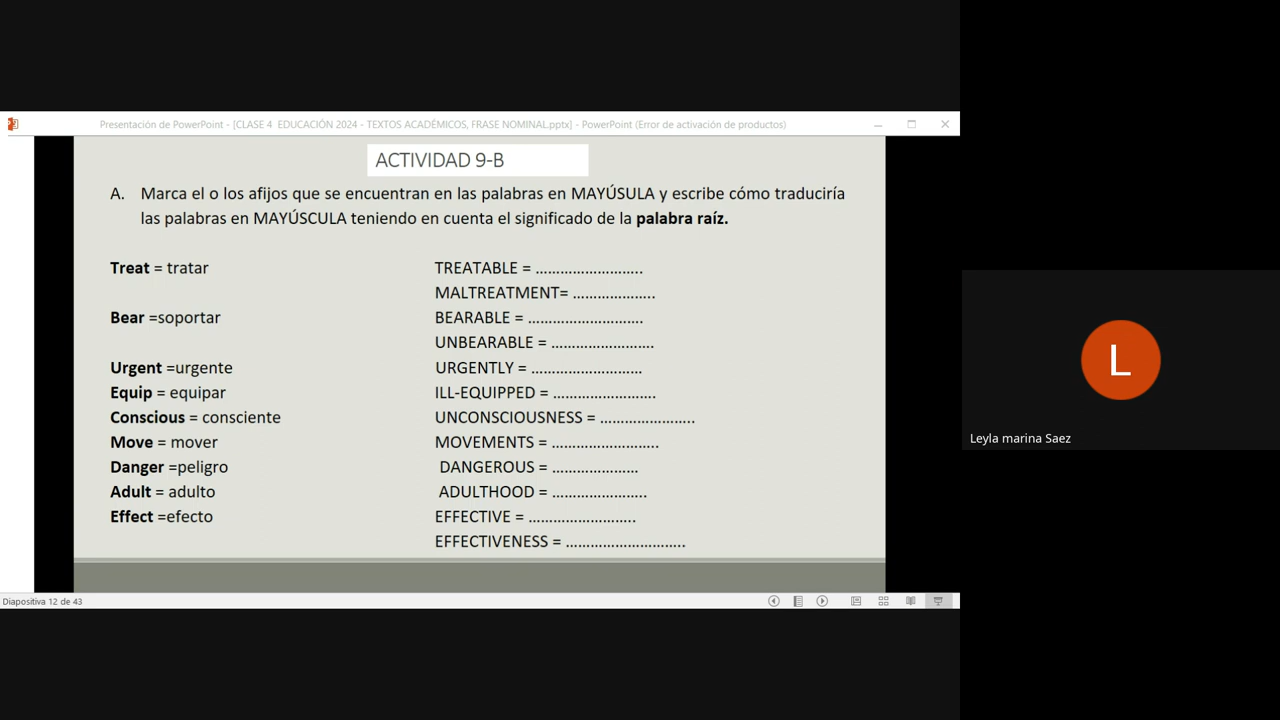 Presentación de PowerPoint - [CLASE 4 EDUCACIÓN 2024 - TEXTOS ACADÉMICOS, FRASE NOMINAL.pptx] - PowerPoint (Error de activación de productos)
ACTIVIDAD 9-B
A. Marca el o los afijos que se encuentran en las palabras en MAYÚSULA y escribe cómo traduciría
las palabras en MAYÚSCULA teniendo en cuenta el significado de la palabra raíz.
Treat = tratar TREATABLE = ……………………..
MALTREATMENT= ………………..
Bear =soportar BEARABLE = ……………………….
UNBEARABLE = …………………….
Urgent =urgente URGENTLY = ………………………
Equip = equipar ILL-EQUIPPED = …………………….
Conscious = consciente UNCONSCIOUSNESS = …………………..
Move = mover MOVEMENTS = ……………………..
Danger =peligro DANGEROUS = …………………
Adult = adulto ADULTHOOD = …………………..
Effect =efecto EFFECTIVE = ……………………..
EFFECTIVENESS = ………………………..
Diapositiva 12 de 43
L
Leyla marina Saez